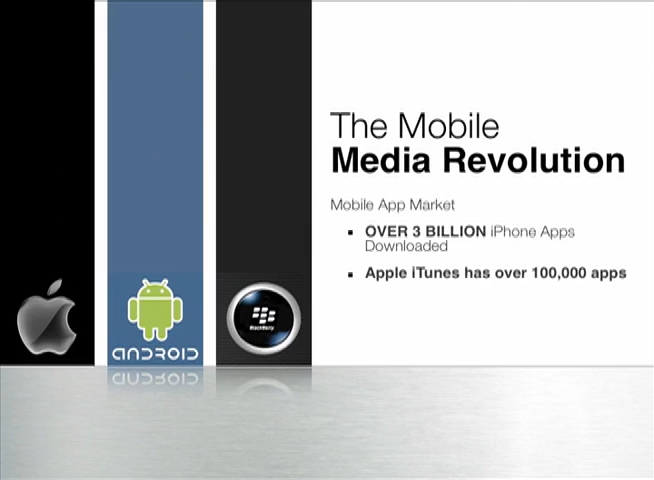 The Mobile
Media Revolution
Mobile App Market
▪ OVER 3 BILLION iPhone Apps
Downloaded
▪ Apple iTunes has over 100,000 apps
ANDROID
BlackBerry